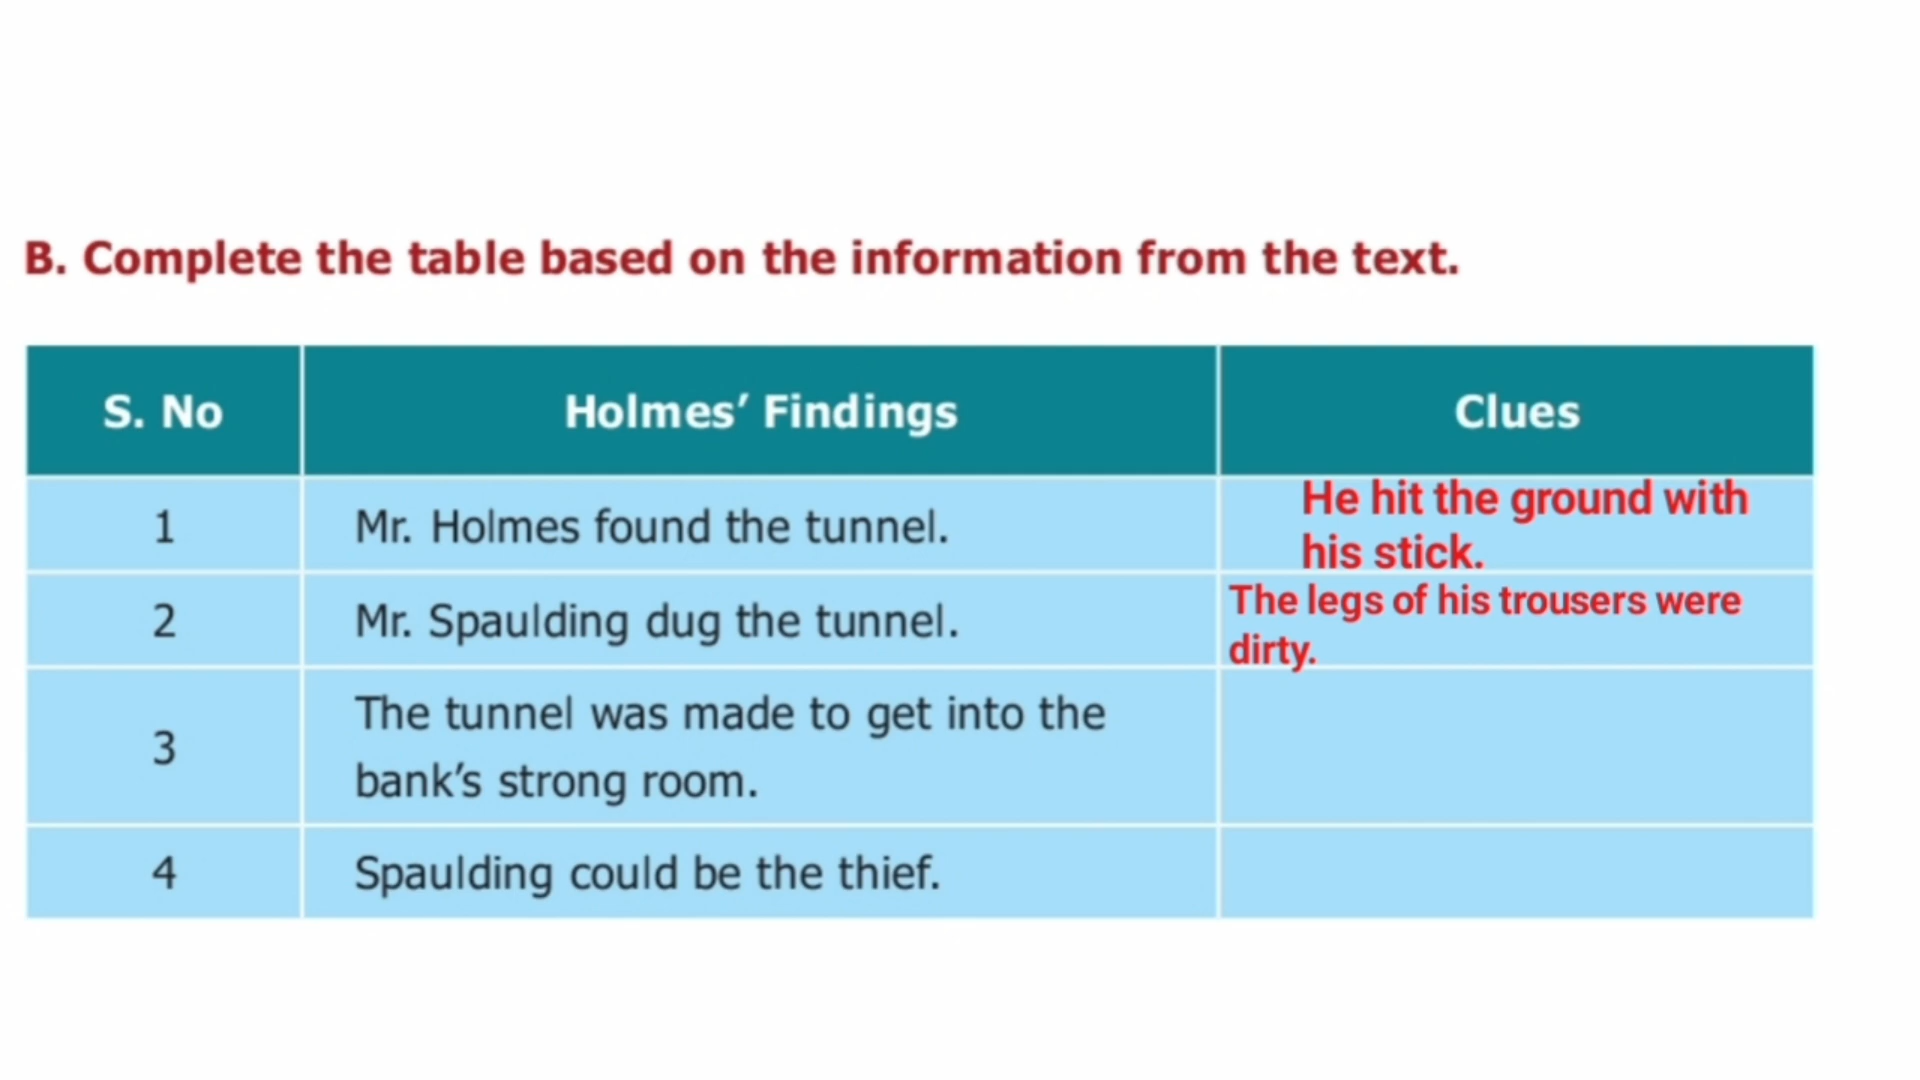 B. Complete the table based on the information from the text.
S. No
Holmes’ Findings
Clues
1
Mr. Holmes found the tunnel.
He hit the ground with
his stick.
2
Mr. Spaulding dug the tunnel.
The legs of his trousers were
dirty.
3
The tunnel was made to get into the
bank’s strong room.
4
Spaulding could be the thief.